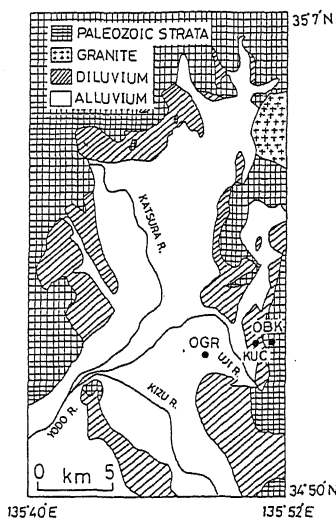 35°7'N
PALEOZOIC STRATA
GRANITE
DILUVIUM
ALLUVIUM
KATSURA R.
OBK
KUC
OGR
UJI R.
KIZU R.
YODO R.
0 km 5
34°50'N
135°40'E
135°52'E